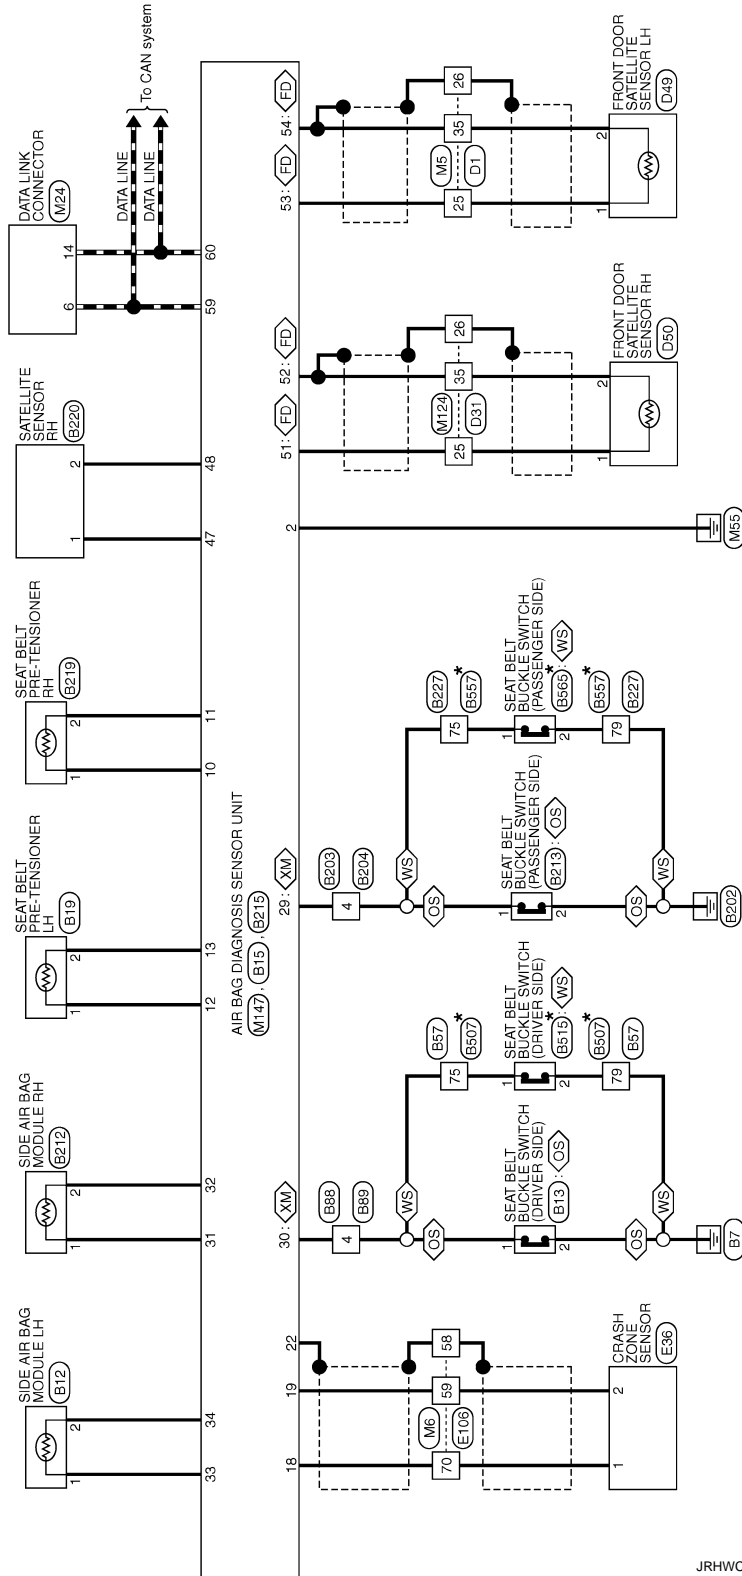 SIDE AIR BAG
MODULE LH
B12
1 2
33 34
SIDE AIR BAG
MODULE RH
B212
1 2
31 32
SEAT BELT
PRE-TENSIONER
LH
B19
1 2
12 13
SEAT BELT
PRE-TENSIONER
RH
B219
1 2
10 11
SATELLITE
SENSOR
RH
B220
1 2
47 48
DATA LINK
CONNECTOR
M24
6 14
59 60
DATA LINE
DATA LINE
To CAN system
AIR BAG DIAGNOSIS SENSOR UNIT
M147 , B15 , B215
18 19 22
M6
70 59 58
E106
1 2
CRASH
ZONE
SENSOR
E36
30 : XM
B88
4
B89
WS
OS
B57
75
B507 *
1
SEAT BELT
BUCKLE SWITCH
(DRIVER SIDE)
B13 : OS
2
1
SEAT BELT
BUCKLE SWITCH
(DRIVER SIDE)
B515 * : WS
2
B507 *
79
B57
OS
WS
B7
29 : XM
B203
4
B204
WS
OS
B227
75
B557 *
1
SEAT BELT
BUCKLE SWITCH
(PASSENGER SIDE)
B213 : OS
2
1
SEAT BELT
BUCKLE SWITCH
(PASSENGER SIDE)
B565 * : WS
2
B557 *
79
B227
OS
WS
B202
2
M55
51 : FD 52 : FD
M124
25 35 26
D31
1 2
FRONT DOOR
SATELLITE
SENSOR RH
D50
53 : FD 54 : FD
M5
25 35 26
D1
1 2
FRONT DOOR
SATELLITE
SENSOR LH
D49
JRHWC